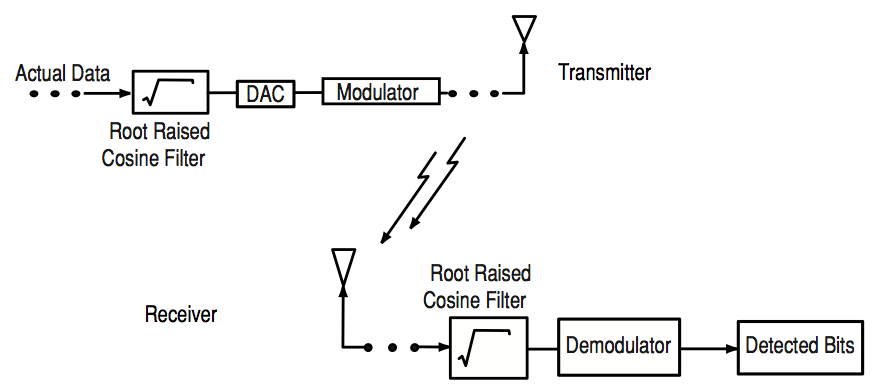 Actual Data
DAC
Modulator
Transmitter
Root Raised
Cosine Filter
Root Raised
Cosine Filter
Receiver
Demodulator
Detected Bits